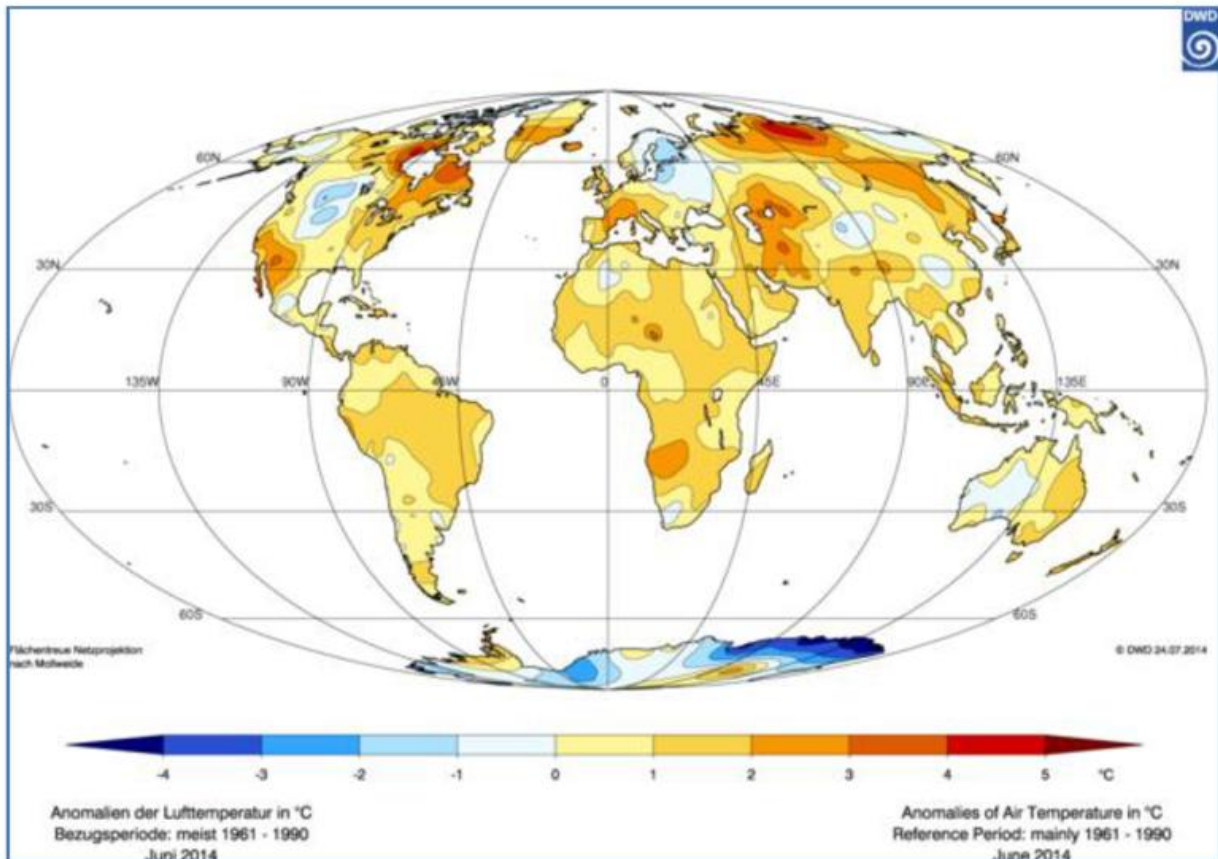 DWD
60N
60N
30N
30N
135W
90W
45W
0
45E
90E
135E
30S
30S
60S
60S
Flächentreue Netzprojektion
nach Mollweide
© DWD 24.07.2014
-4 -3 -2 -1 0 1 2 3 4 5 °C
Anomalien der Lufttemperatur in °C
Bezugsperiode: meist 1961 - 1990
Juni 2014
Anomalies of Air Temperature in °C
Reference Period: mainly 1961 - 1990
June 2014